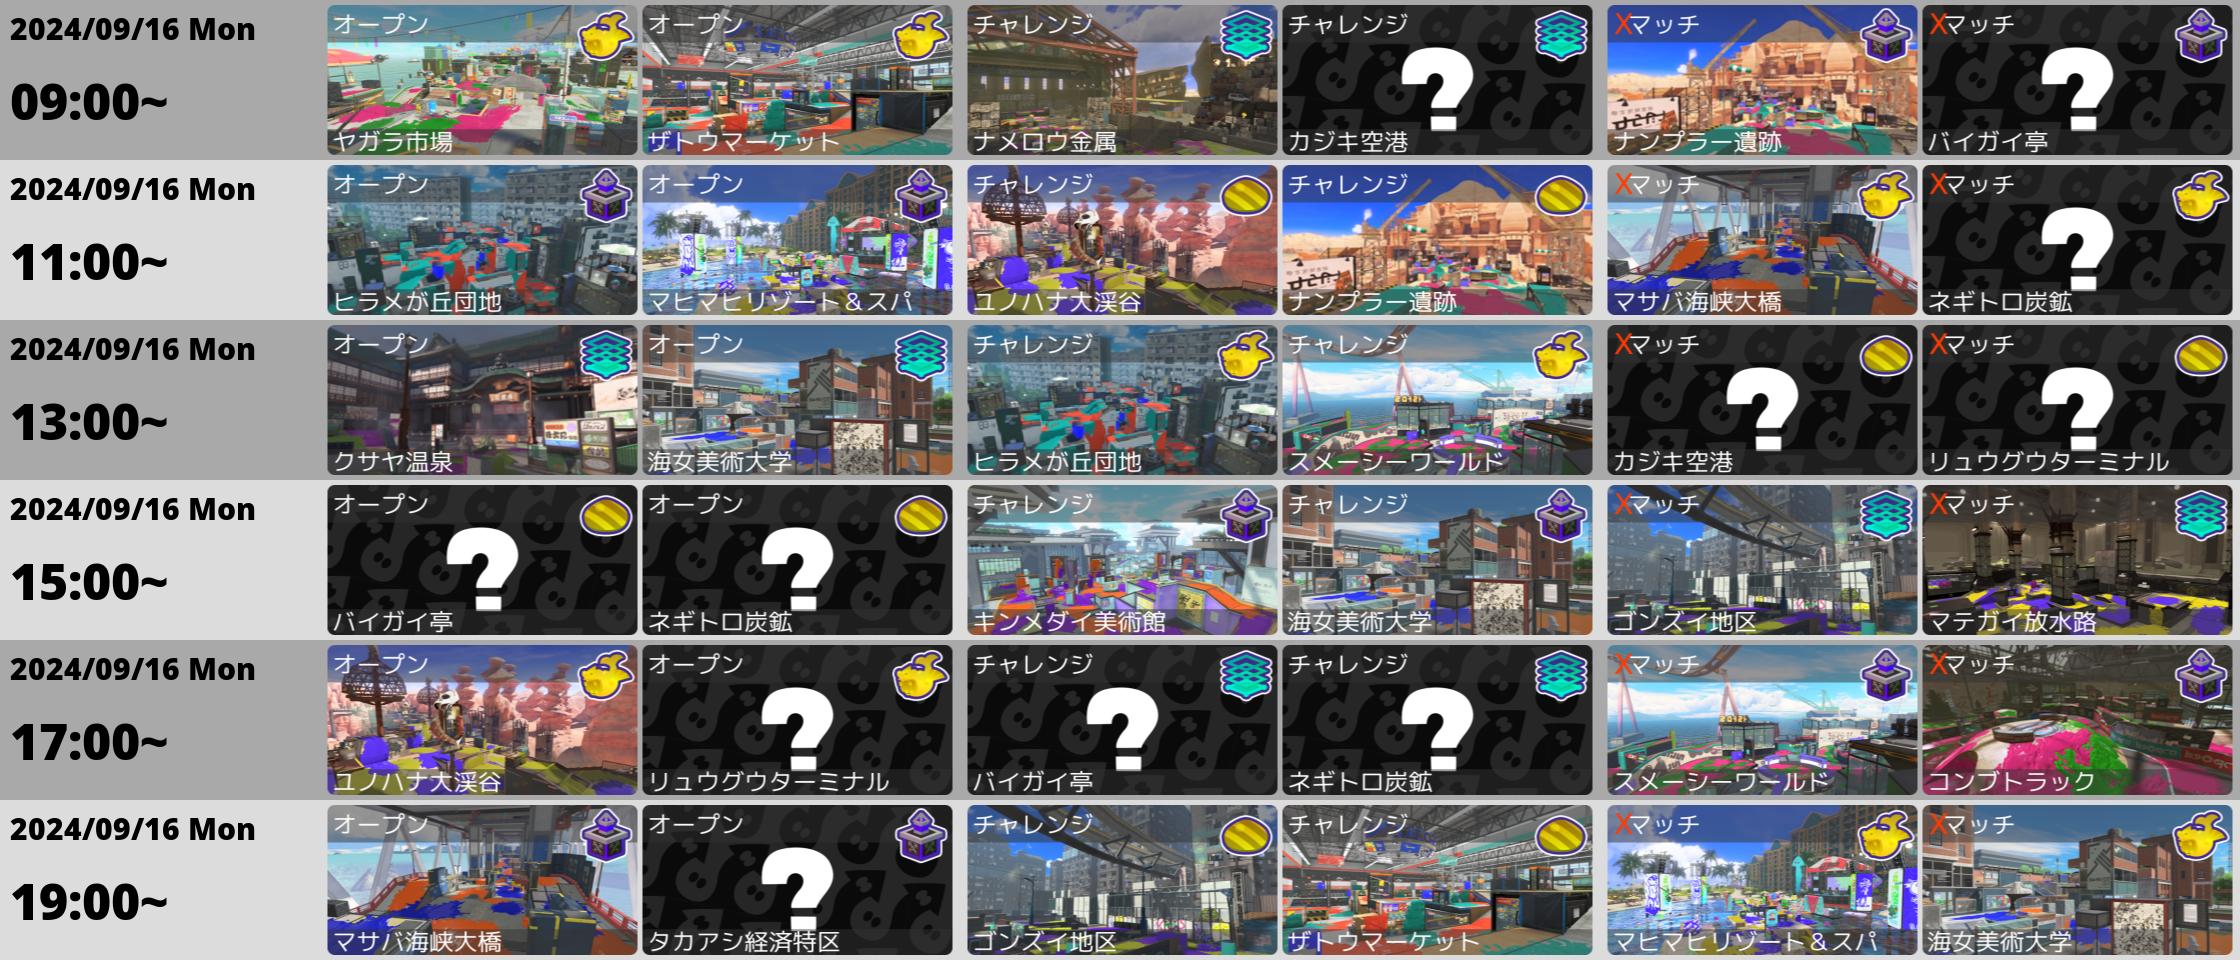 2024/09/16 Mon
09:00~
オープン
ヤガラ市場
オープン
ザトウマーケット
チャレンジ
ナメロウ金属
チャレンジ
カジキ空港
Xマッチ
ナンプラー遺跡
Xマッチ
バイガイ亭
2024/09/16 Mon
11:00~
オープン
ヒラメが丘団地
オープン
マヒマヒリゾート＆スパ
チャレンジ
ユノハナ大渓谷
チャレンジ
ナンプラー遺跡
Xマッチ
マサバ海峡大橋
Xマッチ
ネギトロ炭鉱
2024/09/16 Mon
13:00~
オープン
クサヤ温泉
オープン
海女美術大学
チャレンジ
ヒラメが丘団地
チャレンジ
スメーシーワールド
Xマッチ
カジキ空港
Xマッチ
リュウグウターミナル
2024/09/16 Mon
15:00~
オープン
バイガイ亭
オープン
ネギトロ炭鉱
チャレンジ
キンメダイ美術館
チャレンジ
海女美術大学
Xマッチ
ゴンズイ地区
Xマッチ
マテガイ放水路
2024/09/16 Mon
17:00~
オープン
ユノハナ大渓谷
オープン
リュウグウターミナル
チャレンジ
バイガイ亭
チャレンジ
ネギトロ炭鉱
Xマッチ
スメーシーワールド
Xマッチ
コンブトラック
2024/09/16 Mon
19:00~
オープン
マサバ海峡大橋
オープン
タカアシ経済特区
チャレンジ
ゴンズイ地区
チャレンジ
ザトウマーケット
Xマッチ
マヒマヒリゾート＆スパ
Xマッチ
海女美術大学